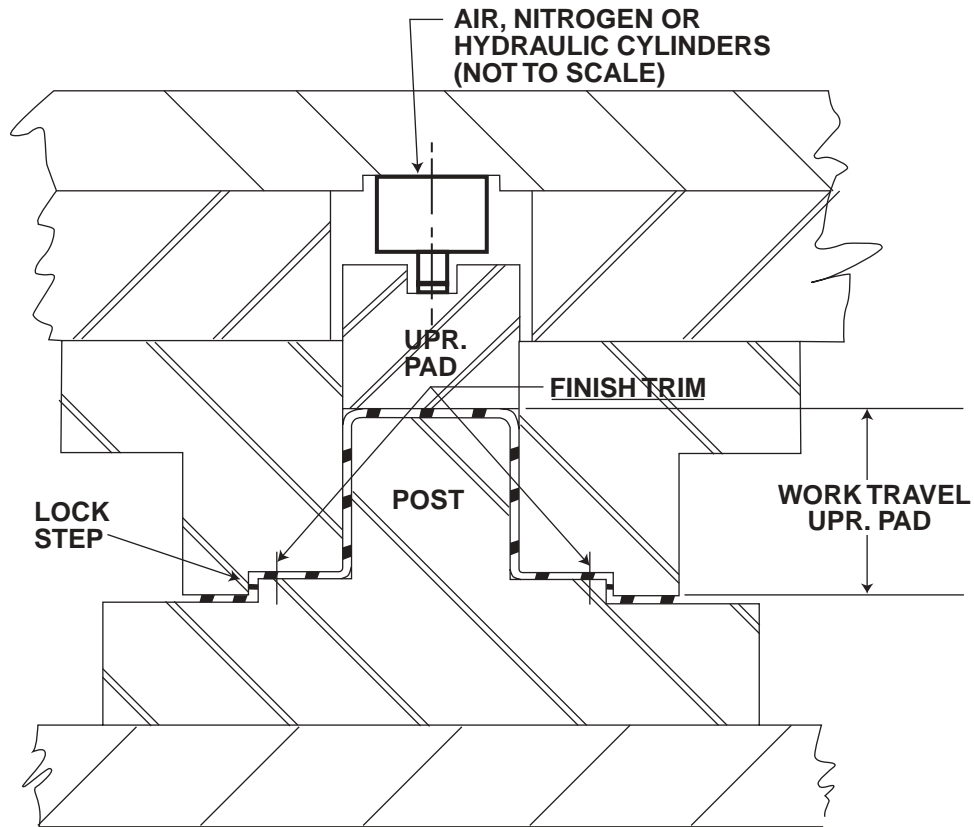 AIR, NITROGEN OR
HYDRAULIC CYLINDERS
(NOT TO SCALE)
UPR.
PAD
FINISH TRIM
POST
WORK TRAVEL
UPR. PAD
LOCK
STEP